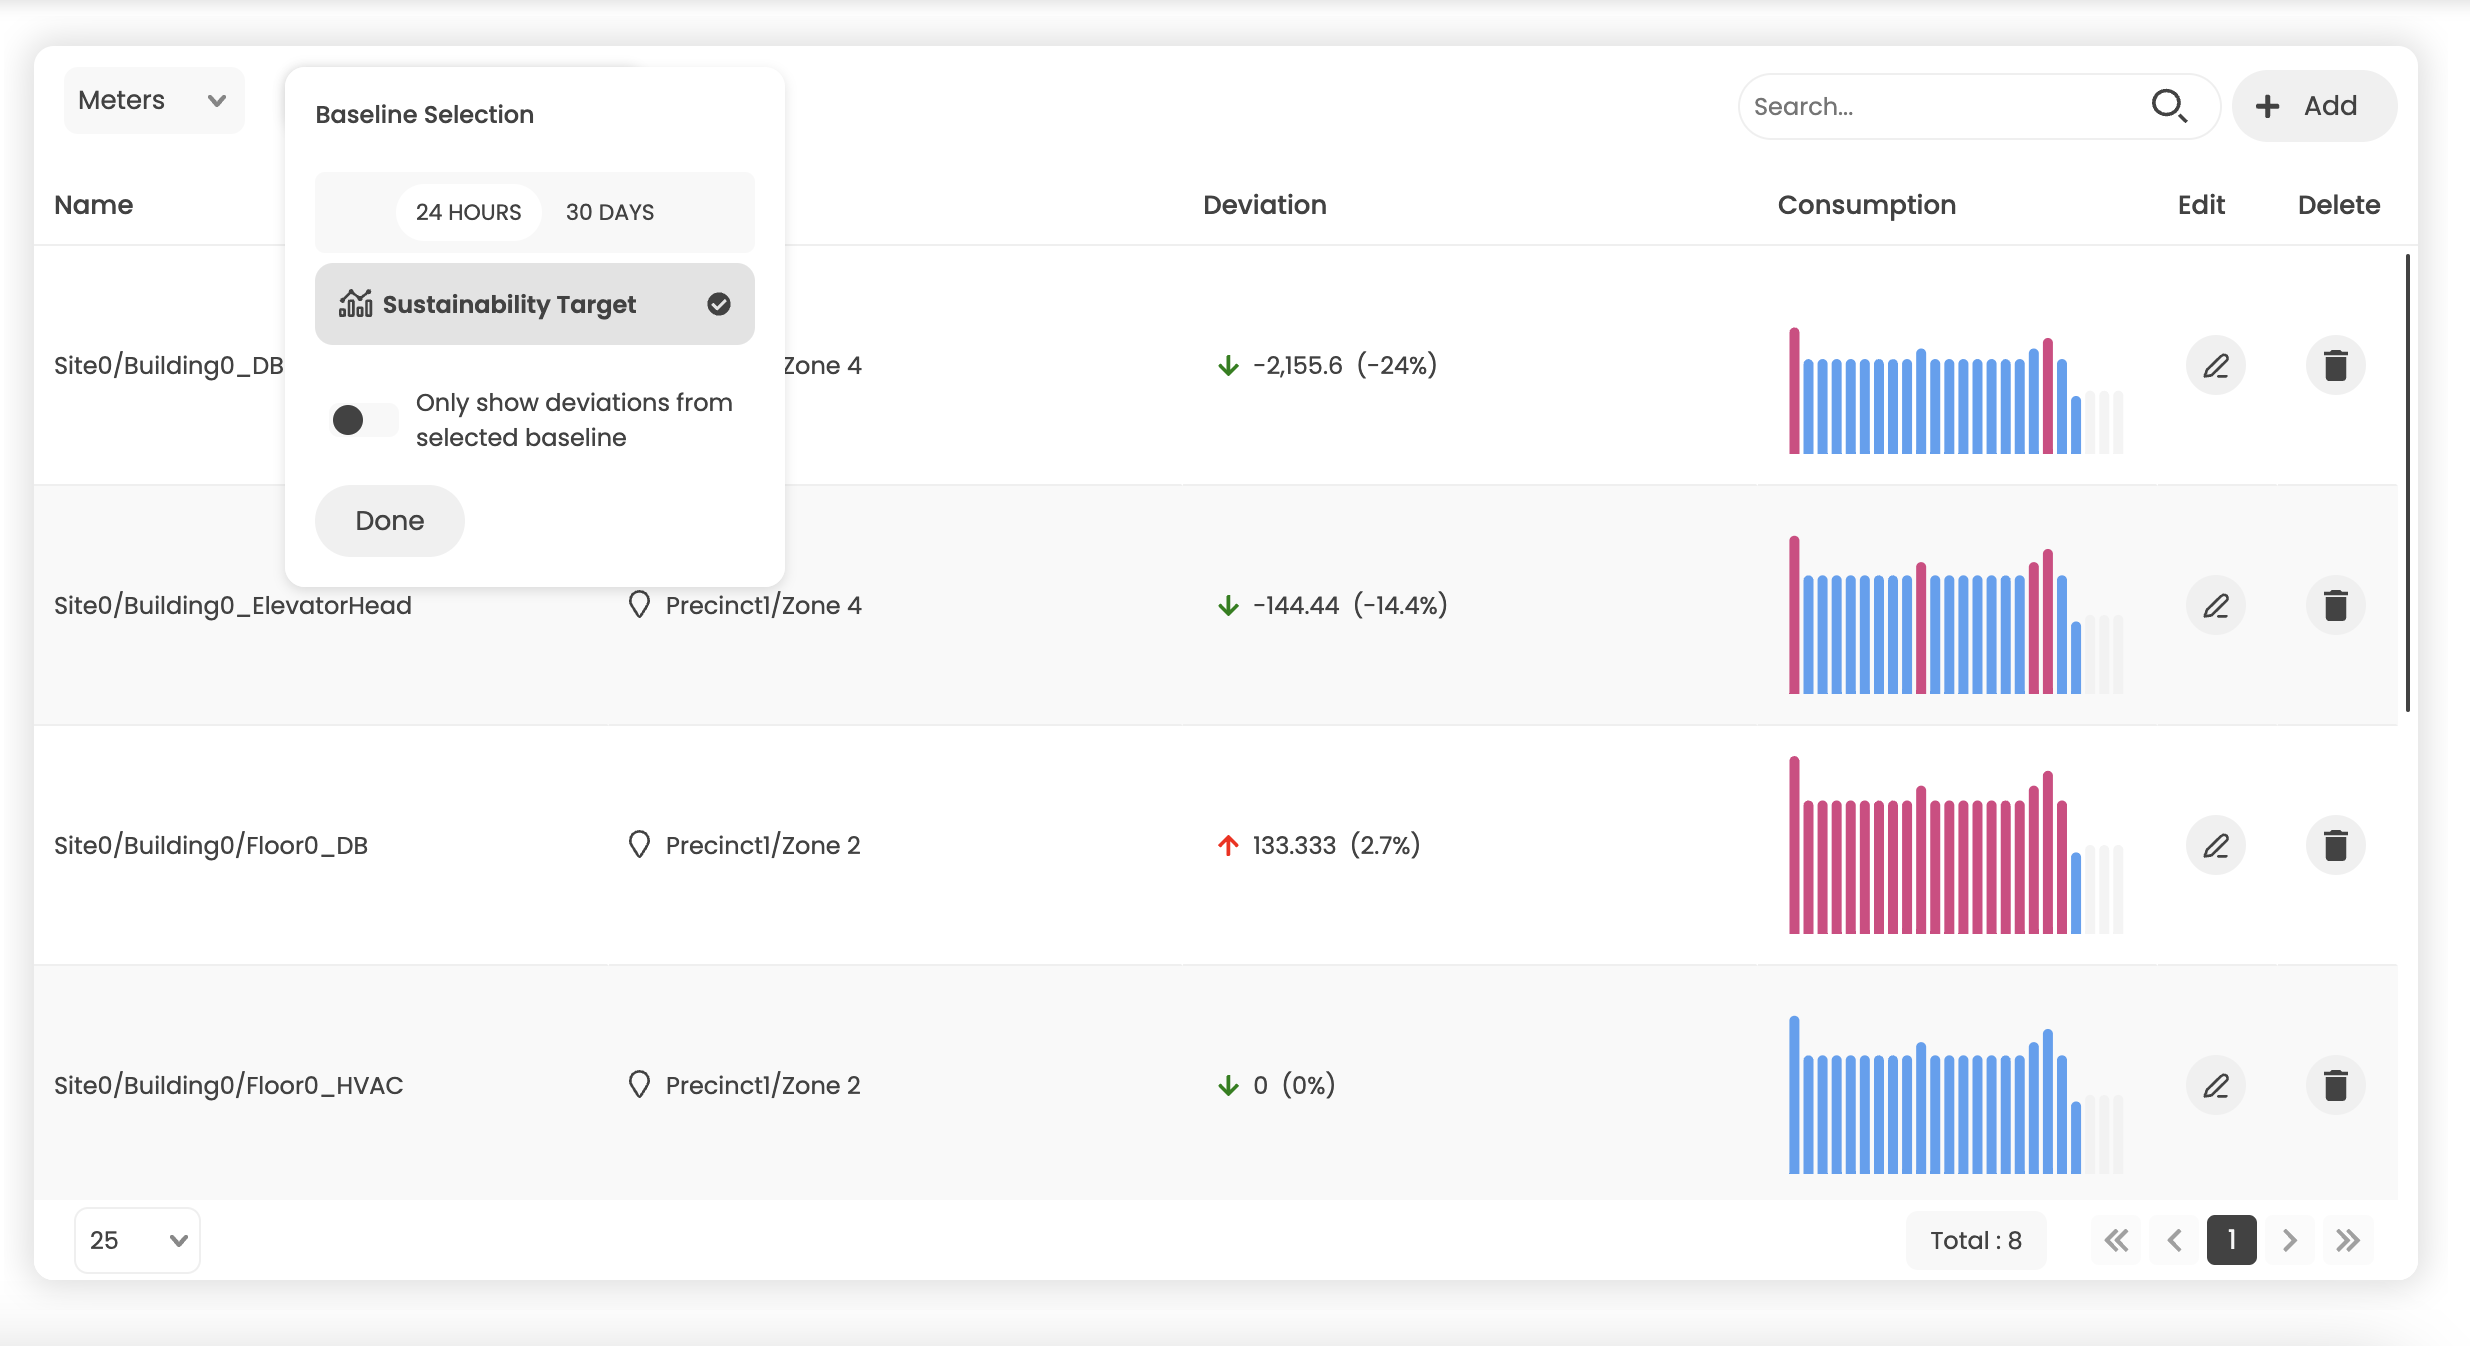 Meters
Baseline Selection
Search...
+ Add
Name
Deviation
Consumption
Edit
Delete
24 HOURS
30 DAYS
Sustainability Target
Only show deviations from
selected baseline
Done
Site0/Building0_DB
Zone 4
-2,155.6 (-24%)
Site0/Building0_ElevatorHead
Precinct1/Zone 4
-144.44 (-14.4%)
Site0/Building0/Floor0_DB
Precinct1/Zone 2
133.333 (2.7%)
Site0/Building0/Floor0_HVAC
Precinct1/Zone 2
0 (0%)
25
Total : 8
1